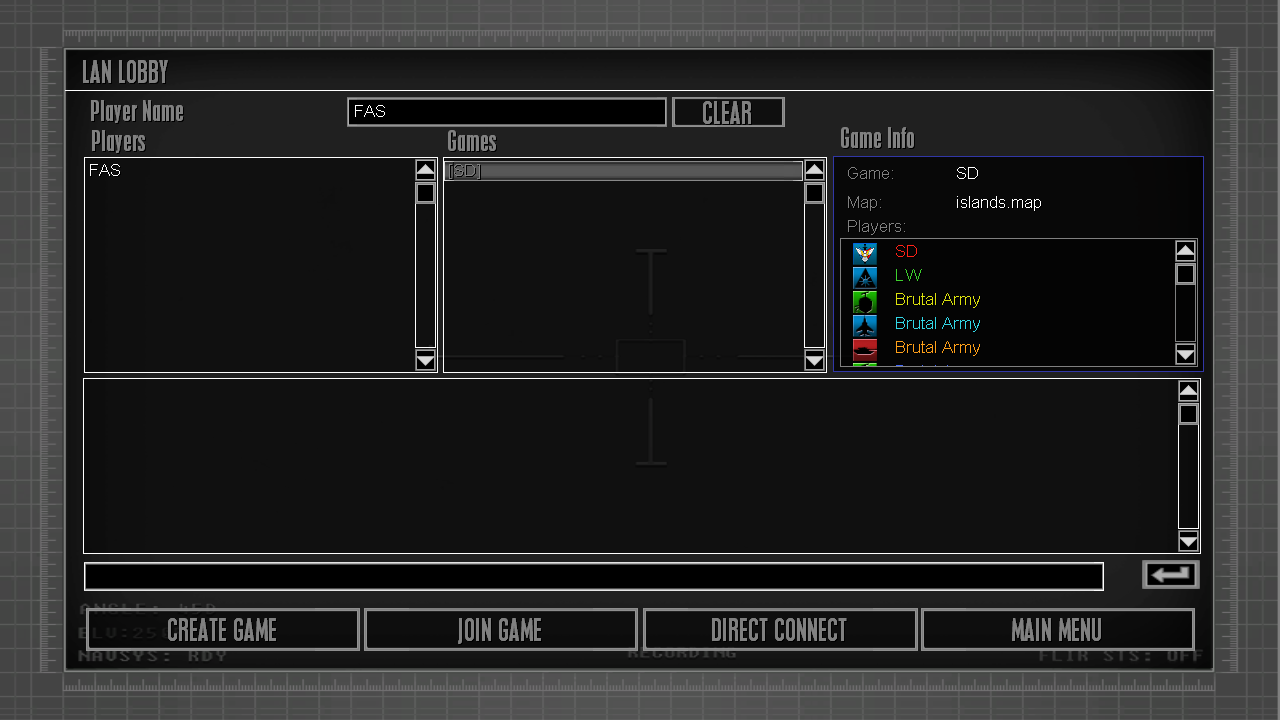 LAN LOBBY
Player Name
FAS
CLEAR
Players
Games
Game Info
FAS
[SD]
Game:
SD
Map:
islands.map
Players:
SD
LW
Brutal Army
Brutal Army
Brutal Army
CREATE GAME
JOIN GAME
DIRECT CONNECT
MAIN MENU
NAVSYS: RDY
RECORDING
FLIR STS: OFF